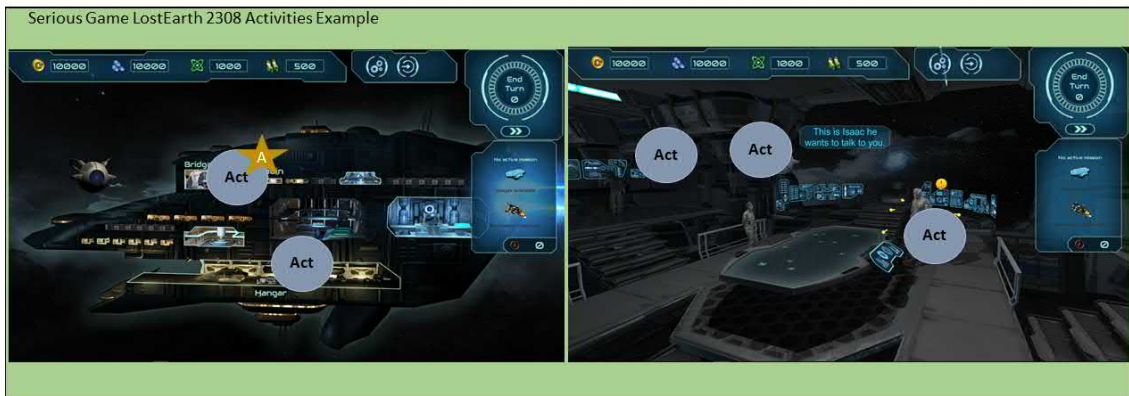 Serious Game LostEarth 2308 Activities Example
10000
10000
1000
500
End
Turn
0
No active mission
0
Bridge
A
Act
Act
Hangar
10000
10000
1000
500
End
Turn
0
No active mission
0
This is Isaac he
wants to talk to you.
Act
Act
Act